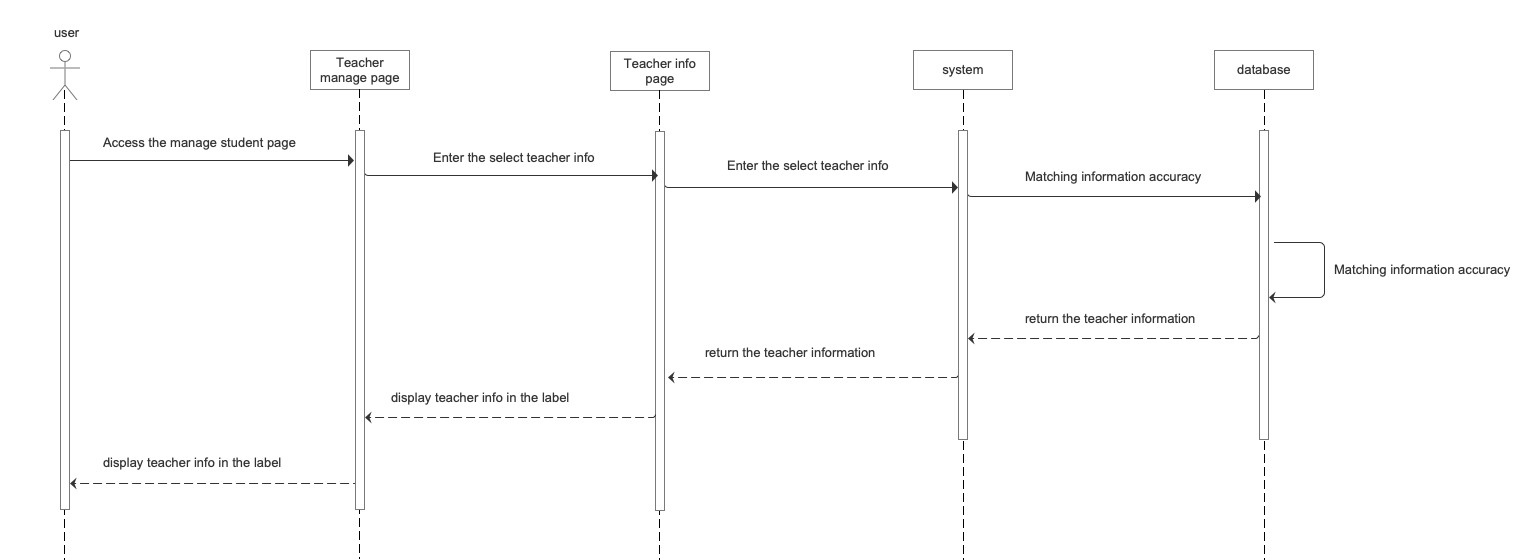 user
Teacher
manage page
Teacher info
page
system
database
Access the manage student page
Enter the select teacher info
Enter the select teacher info
Matching information accuracy
Matching information accuracy
return the teacher information
return the teacher information
display teacher info in the label
display teacher info in the label